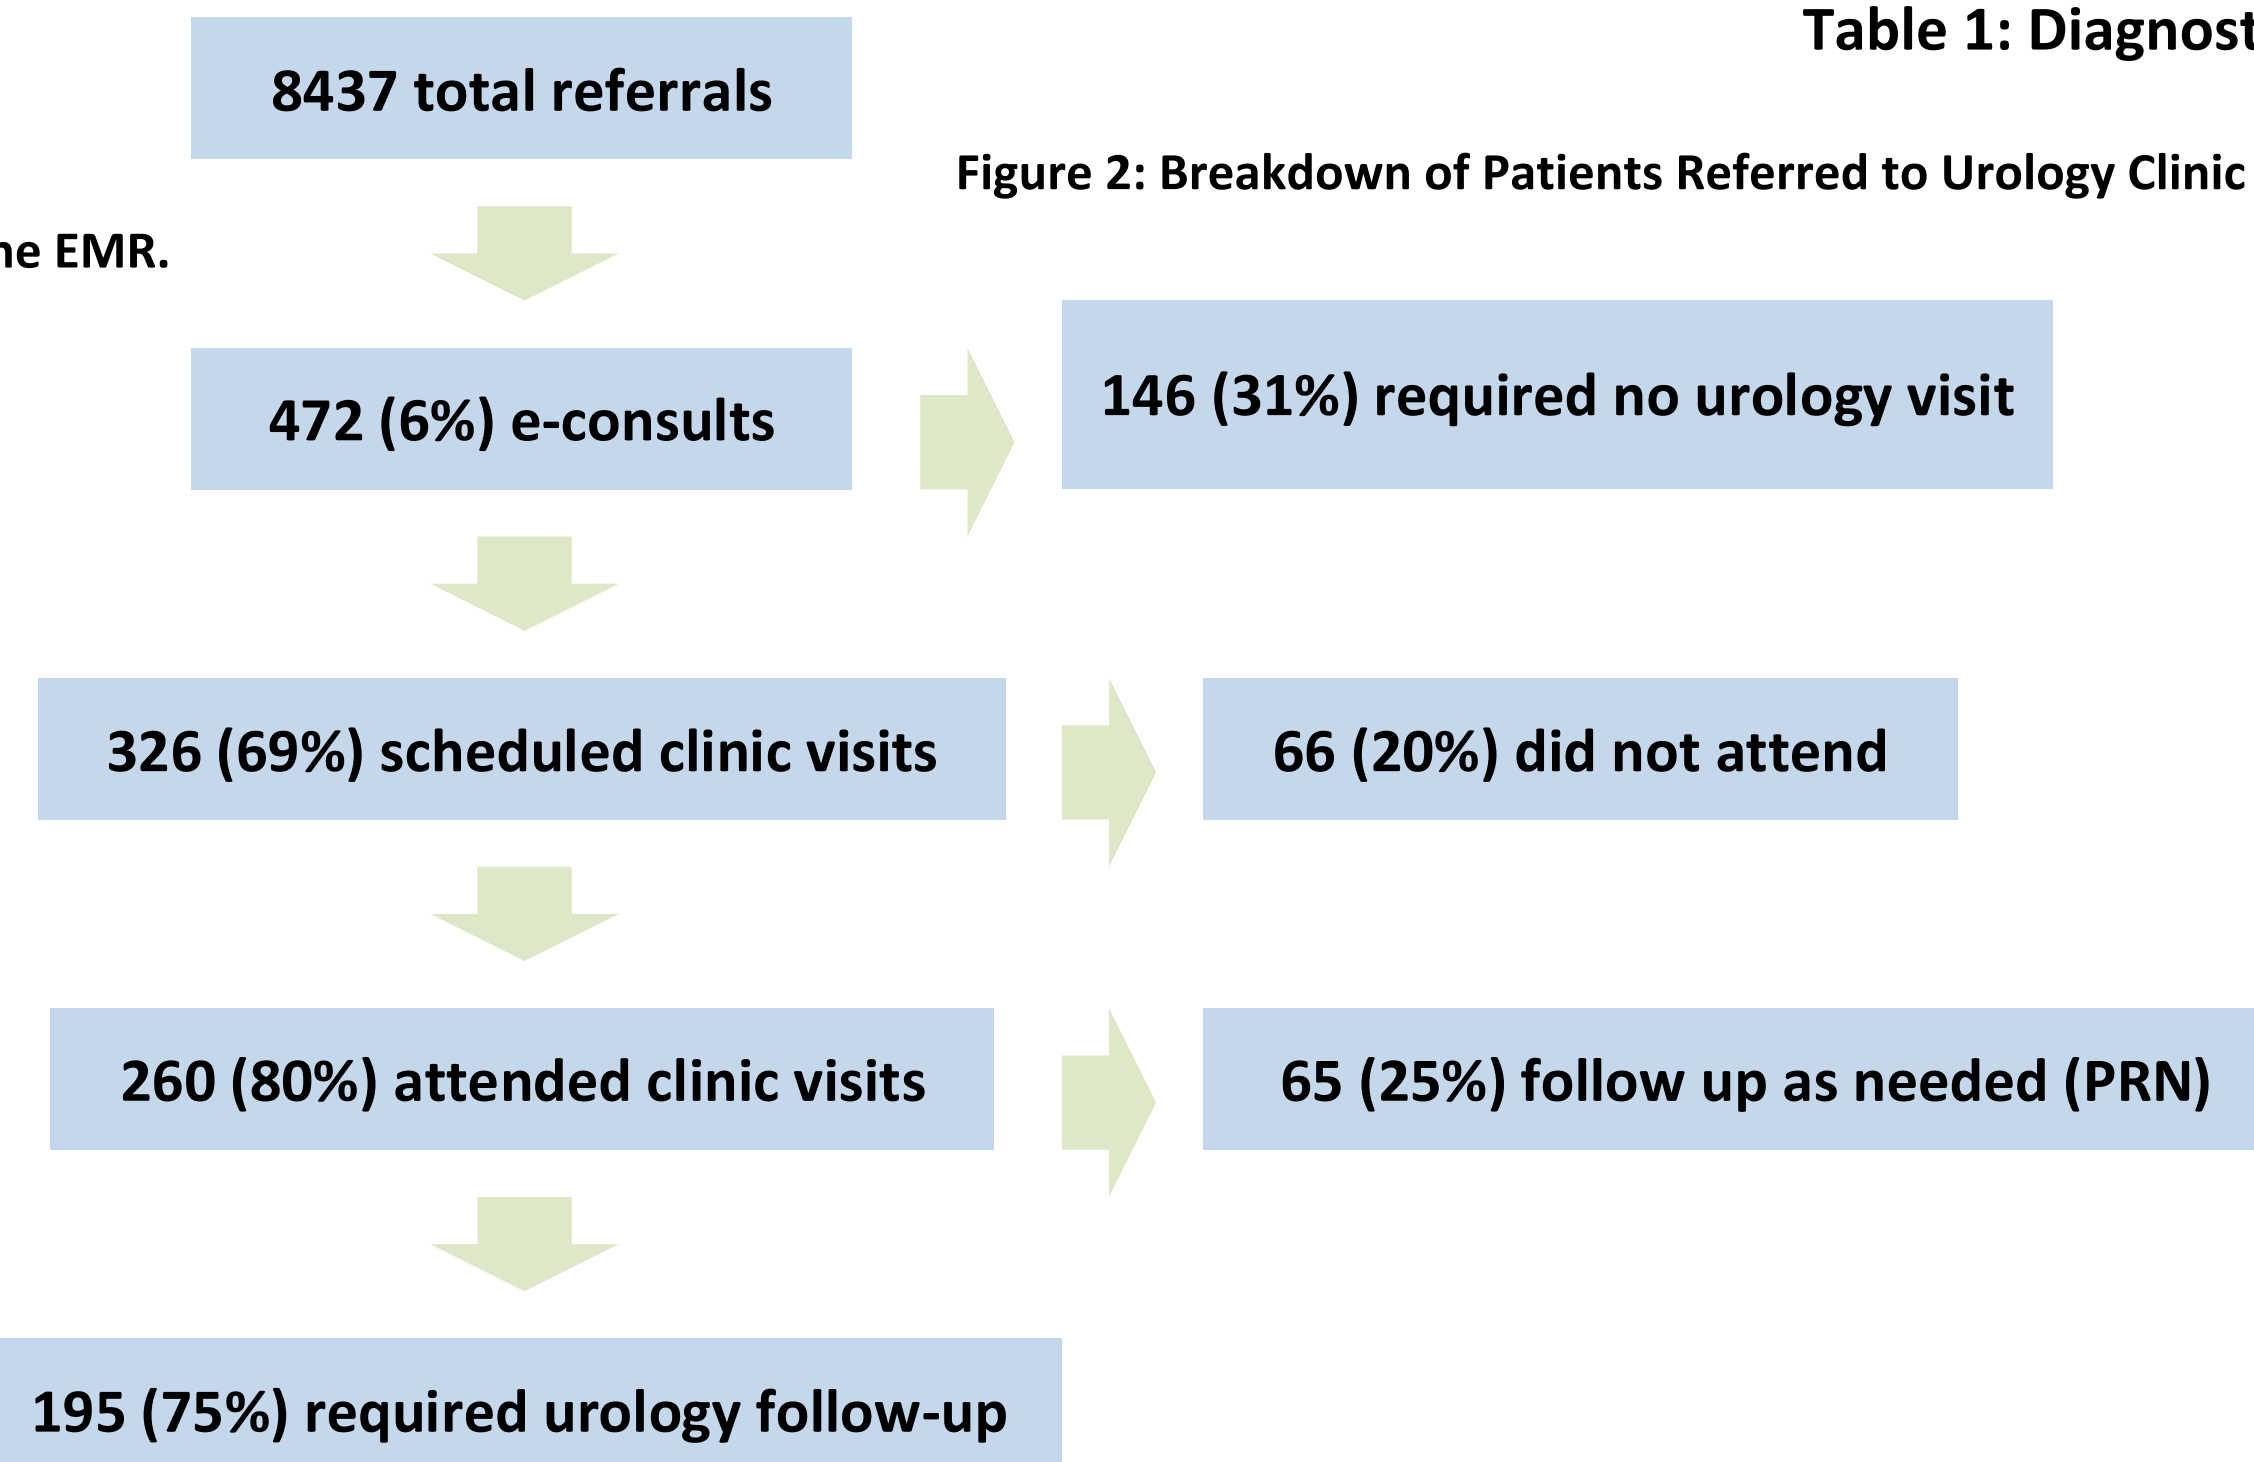 8437 total referrals
Table 1: Diagnost
Figure 2: Breakdown of Patients Referred to Urology Clinic
he EMR.
472 (6%) e-consults
146 (31%) required no urology visit
326 (69%) scheduled clinic visits
66 (20%) did not attend
260 (80%) attended clinic visits
65 (25%) follow up as needed (PRN)
195 (75%) required urology follow-up